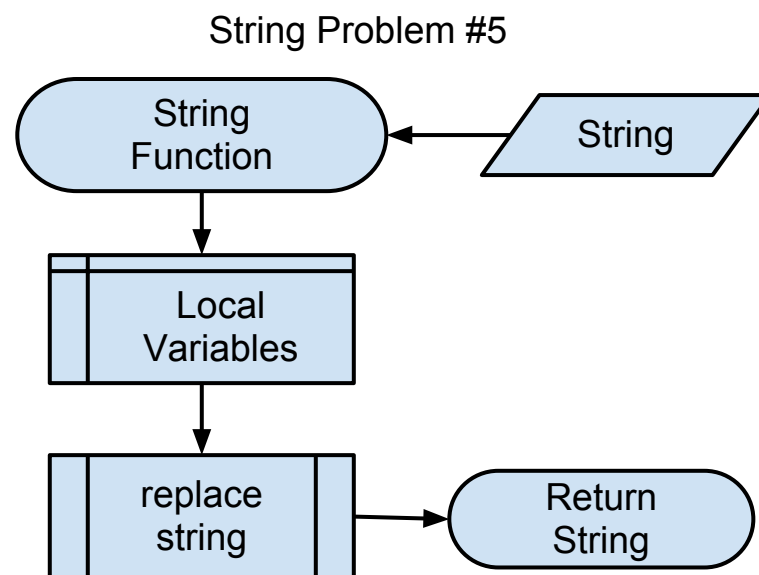 String Problem #5
String
Function
String
Local
Variables
replace
string
Return
String